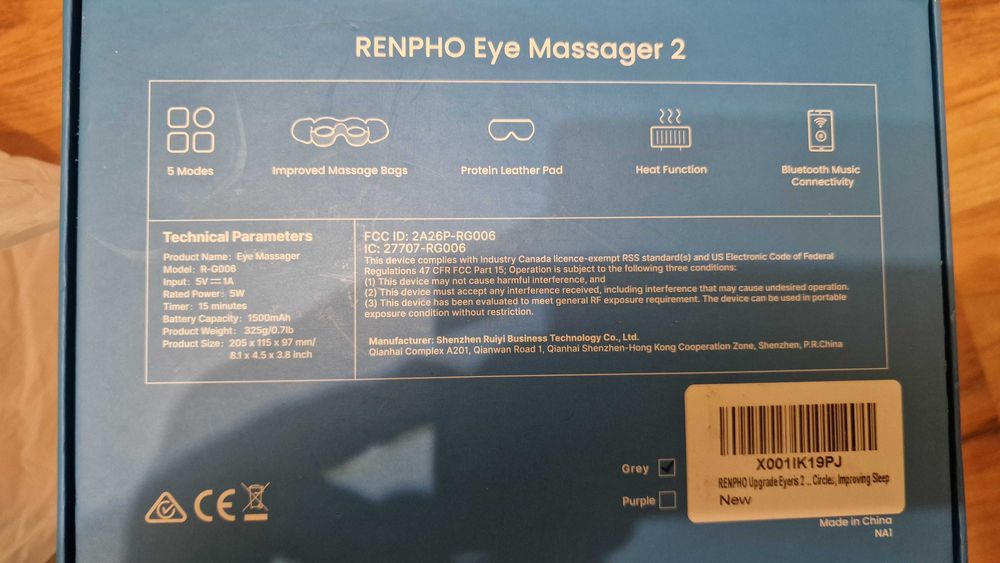 RENPHO Eye Massager 2
5 Modes
Improved Massage Bags
Protein Leather Pad
Heat Function
Bluetooth Music
Connectivity
Technical Parameters
Product Name: Eye Massager
Model: R-G006
Input: 5V⎓1A
Rated Power: 5W
Timer: 15 minutes
Battery Capacity: 1500mAh
Product Weight: 325g/0.7lb
Product Size: 205 x 115 x 97 mm/
8.1 x 4.5 x 3.8 inch
FCC ID: 2A26P-RG006
IC: 27707-RG006
This device complies with Industry Canada licence-exempt RSS standard(s) and US Electronic Code of Federal
Regulations 47 CFR FCC Part 15; Operation is subject to the following three conditions:
(1) This device may not cause harmful interference, and
(2) This device must accept any interference received, including interference that may cause undesired operation.
(3) This device has been evaluated to meet general RF exposure requirement. The device can be used in portable
exposure condition without restriction.
Manufacturer: Shenzhen Ruiyi Business Technology Co., Ltd.
Qianhai Complex A201, Qianwan Road 1, Qianhai Shenzhen-Hong Kong Cooperation Zone, Shenzhen, P.R.China
Grey
Purple
X001IK19PJ
RENPHO Upgrade Eyeris 2 ... Circles, Improving Sleep
New
Made in China
NA1
CE